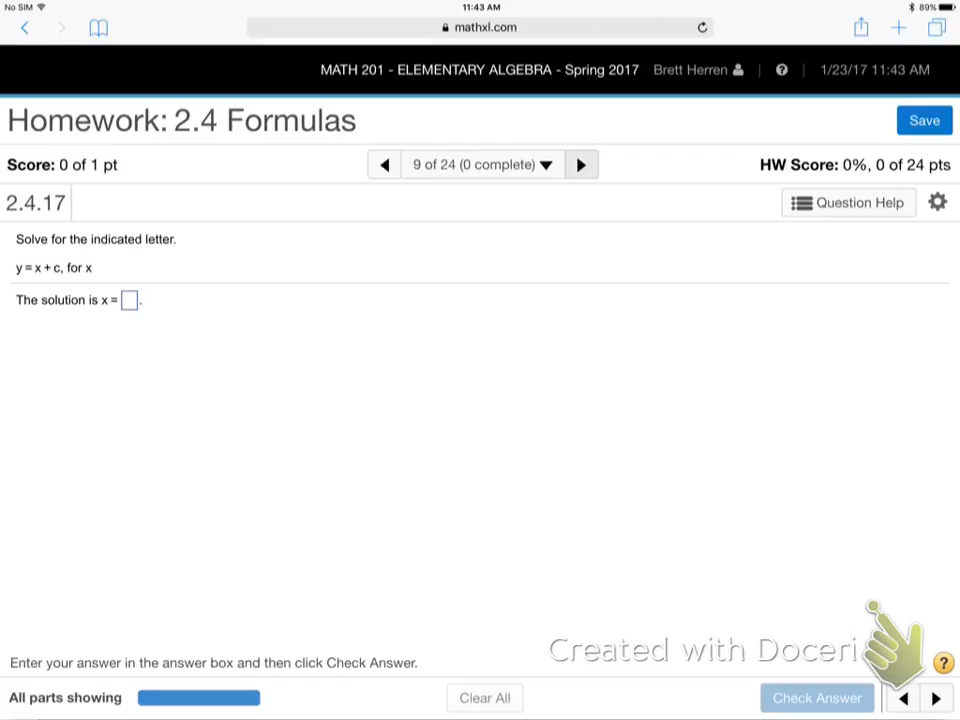 No SIM 11:43 AM 89%
mathxl.com
MATH 201 - ELEMENTARY ALGEBRA - Spring 2017 Brett Herren | ? | 1/23/17 11:43 AM
Homework: 2.4 Formulas Save
Score: 0 of 1 pt 9 of 24 (0 complete) HW Score: 0%, 0 of 24 pts
2.4.17 Question Help
Solve for the indicated letter.
y = x + c, for x
The solution is x = .
Created with Doceri
Enter your answer in the answer box and then click Check Answer. ?
All parts showing Clear All Check Answer